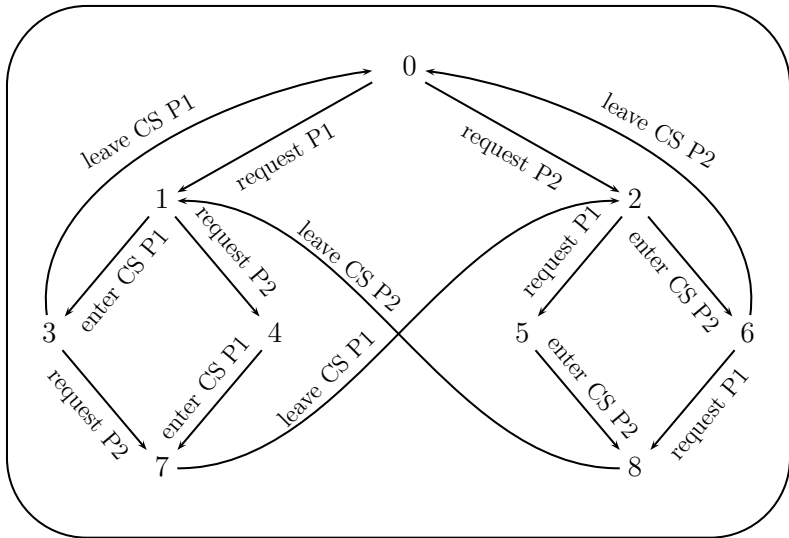 0
leave CS P1
request P1
request P2
leave CS P2
1
2
enter CS P1
request P2
leave CS P2
request P1
enter CS P2
3
4
5
6
request P2
enter CS P1
leave CS P1
enter CS P2
request P1
7
8